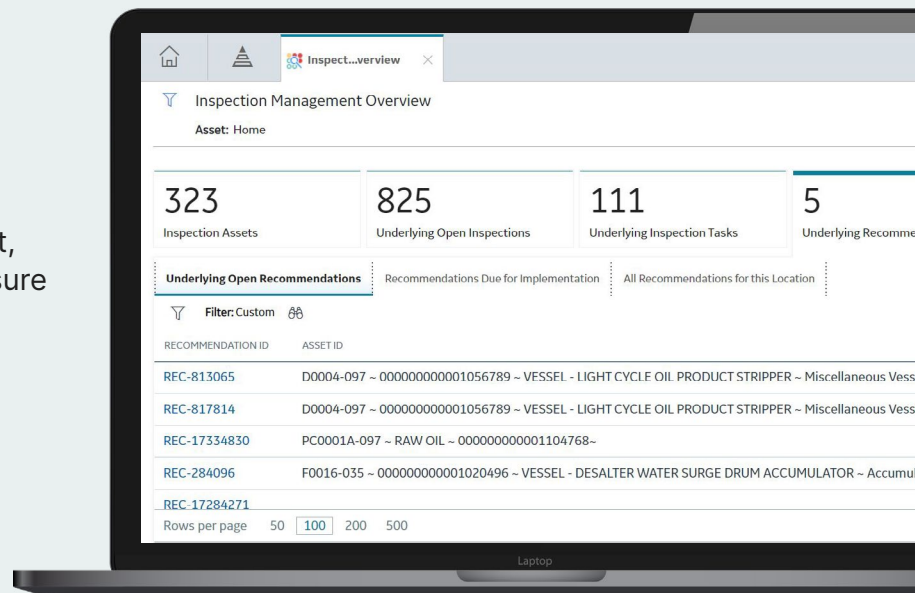 t,
sure
Inspect...verview
Inspection Management Overview
Asset: Home
323
Inspection Assets
825
Underlying Open Inspections
111
Underlying Inspection Tasks
5
Underlying
Underlying Open Recommendations
Recommendations Due for Implementation
All Recommendations for this Location
Filter: Custom
RECOMMENDATION ID ASSET ID
REC-813065 D0004-097 ~ 000000000001056789 ~ VESSEL - LIGHT CYCLE OIL PRODUCT STRIPPER ~ Miscellaneous Vess
REC-817814 D0004-097 ~ 000000000001056789 ~ VESSEL - LIGHT CYCLE OIL PRODUCT STRIPPER ~ Miscellaneous Vess
REC-17334830 PC0001A-097 ~ RAW OIL ~ 000000000001104768~
REC-284096 F0016-035 ~ 000000000001020496 ~ VESSEL - DESALTER WATER SURGE DRUM ACCUMULATOR ~ Accumul
REC-17284271
Rows per page 50 100 200 500
Laptop